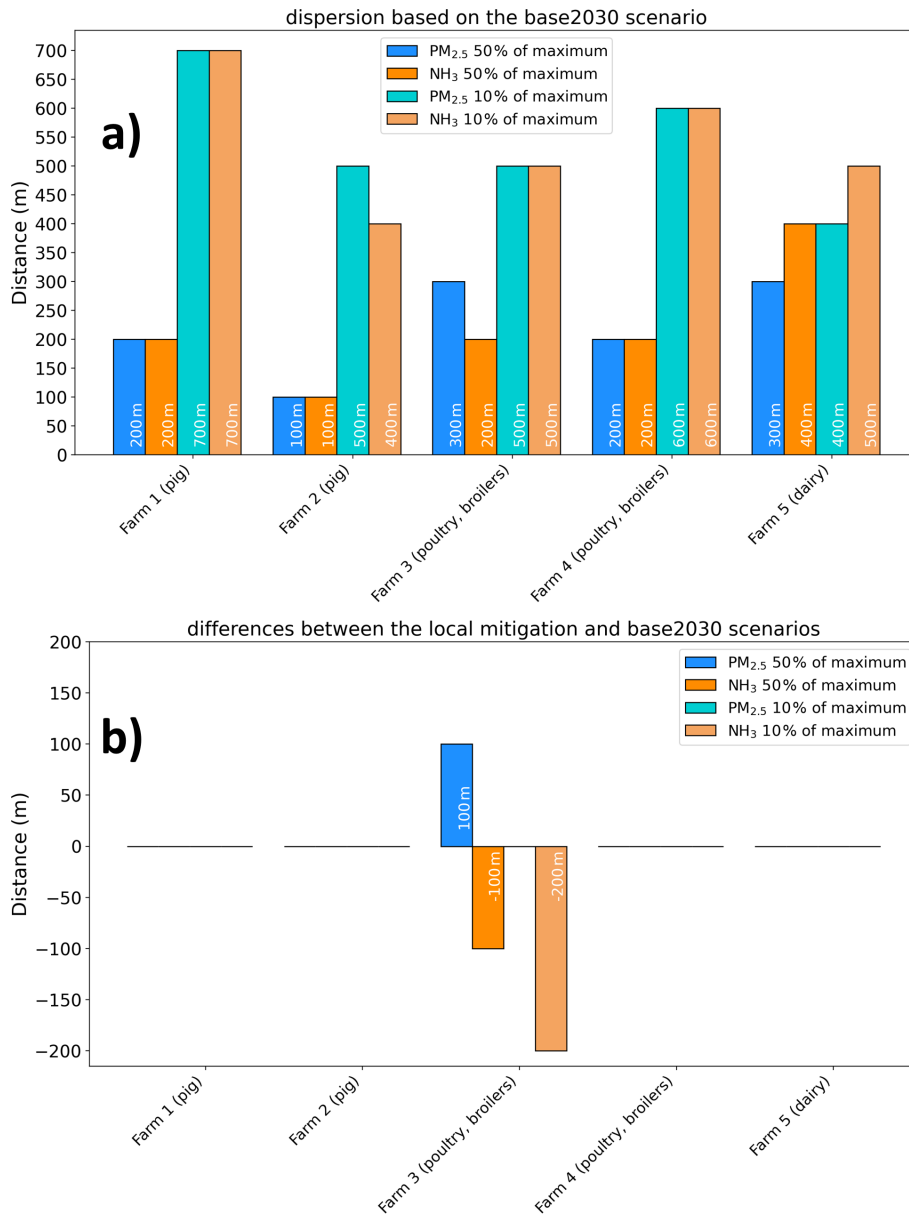 dispersion based on the base2030 scenario
a)
PM2.5 50% of maximum
NH3 50% of maximum
PM2.5 10% of maximum
NH3 10% of maximum
Distance (m)
700
650
600
550
500
450
400
350
300
250
200
150
100
50
0
200 m
200 m
700 m
700 m
100 m
100 m
500 m
400 m
300 m
200 m
500 m
500 m
200 m
200 m
600 m
600 m
300 m
400 m
400 m
500 m
Farm 1 (pig)
Farm 2 (pig)
Farm 3 (poultry, broilers)
Farm 4 (poultry, broilers)
Farm 5 (dairy)
differences between the local mitigation and base2030 scenarios
b)
PM2.5 50% of maximum
NH3 50% of maximum
PM2.5 10% of maximum
NH3 10% of maximum
Distance (m)
200
150
100
50
0
−50
−100
−150
−200
100 m
-100 m
-200 m
Farm 1 (pig)
Farm 2 (pig)
Farm 3 (poultry, broilers)
Farm 4 (poultry, broilers)
Farm 5 (dairy)